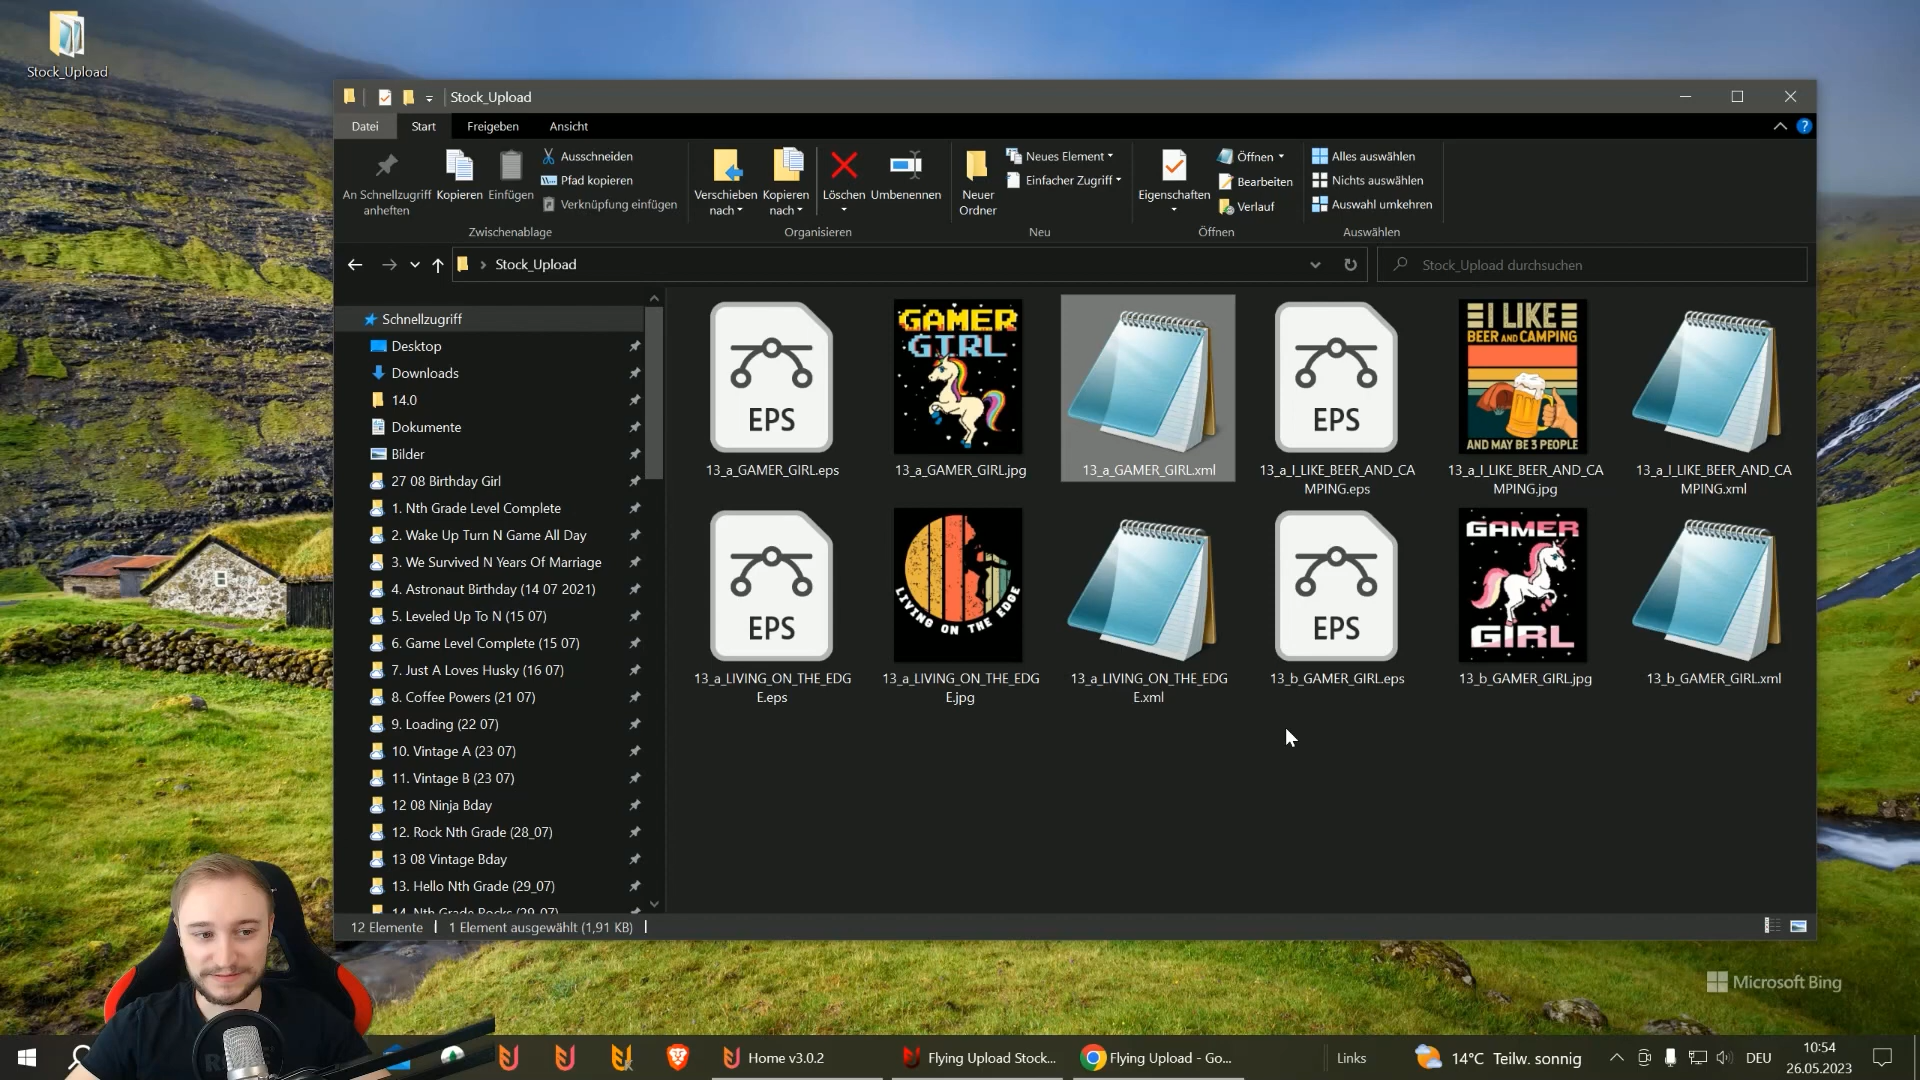 Stock_Upload
Stock_Upload
Datei Start Freigeben Ansicht
An Schnellzugriff
anheften
Kopieren
Einfügen
Ausschneiden
Pfad kopieren
Verknüpfung einfügen
Zwischenablage
Verschieben
nach
Kopieren
nach
Löschen
Umbenennen
Organisieren
Neuer
Ordner
Neues Element
Einfacher Zugriff
Neu
Eigenschaften
Öffnen
Bearbeiten
Verlauf
Öffnen
Alles auswählen
Nichts auswählen
Auswahl umkehren
Auswählen
Stock_Upload
Stock_Upload durchsuchen
Schnellzugriff
Desktop
Downloads
14.0
Dokumente
Bilder
27 08 Birthday Girl
1. Nth Grade Level Complete
2. Wake Up Turn N Game All Day
3. We Survived N Years Of Marriage
4. Astronaut Birthday (14 07 2021)
5. Leveled Up To N (15 07)
6. Game Level Complete (15 07)
7. Just A Loves Husky (16 07)
8. Coffee Powers (21 07)
9. Loading (22 07)
10. Vintage A (23 07)
11. Vintage B (23 07)
12 08 Ninja Bday
12. Rock Nth Grade (28_07)
13 08 Vintage Bday
13. Hello Nth Grade (29_07)
14. Nth Grade Rocks (29_07)
EPS
13_a_GAMER_GIRL.eps
GAMER
GIRL
13_a_GAMER_GIRL.jpg
13_a_GAMER_GIRL.xml
EPS
13_a_I_LIKE_BEER_AND_CA
MPING.eps
I LIKE
BEER AND CAMPING
AND MAY BE 3 PEOPLE
13_a_I_LIKE_BEER_AND_CA
MPING.jpg
13_a_I_LIKE_BEER_AND_CA
MPING.xml
EPS
13_a_LIVING_ON_THE_EDG
E.eps
LIVING ON THE EDGE
13_a_LIVING_ON_THE_EDG
E.jpg
13_a_LIVING_ON_THE_EDG
E.xml
EPS
13_b_GAMER_GIRL.eps
GAMER
GIRL
13_b_GAMER_GIRL.jpg
13_b_GAMER_GIRL.xml
12 Elemente
1 Element ausgewählt (1,91 KB)
Microsoft Bing
Home v3.0.2
Flying Upload Stock...
Flying Upload - Go...
Links
14°C Teilw. sonnig
DEU
10:54
26.05.2023